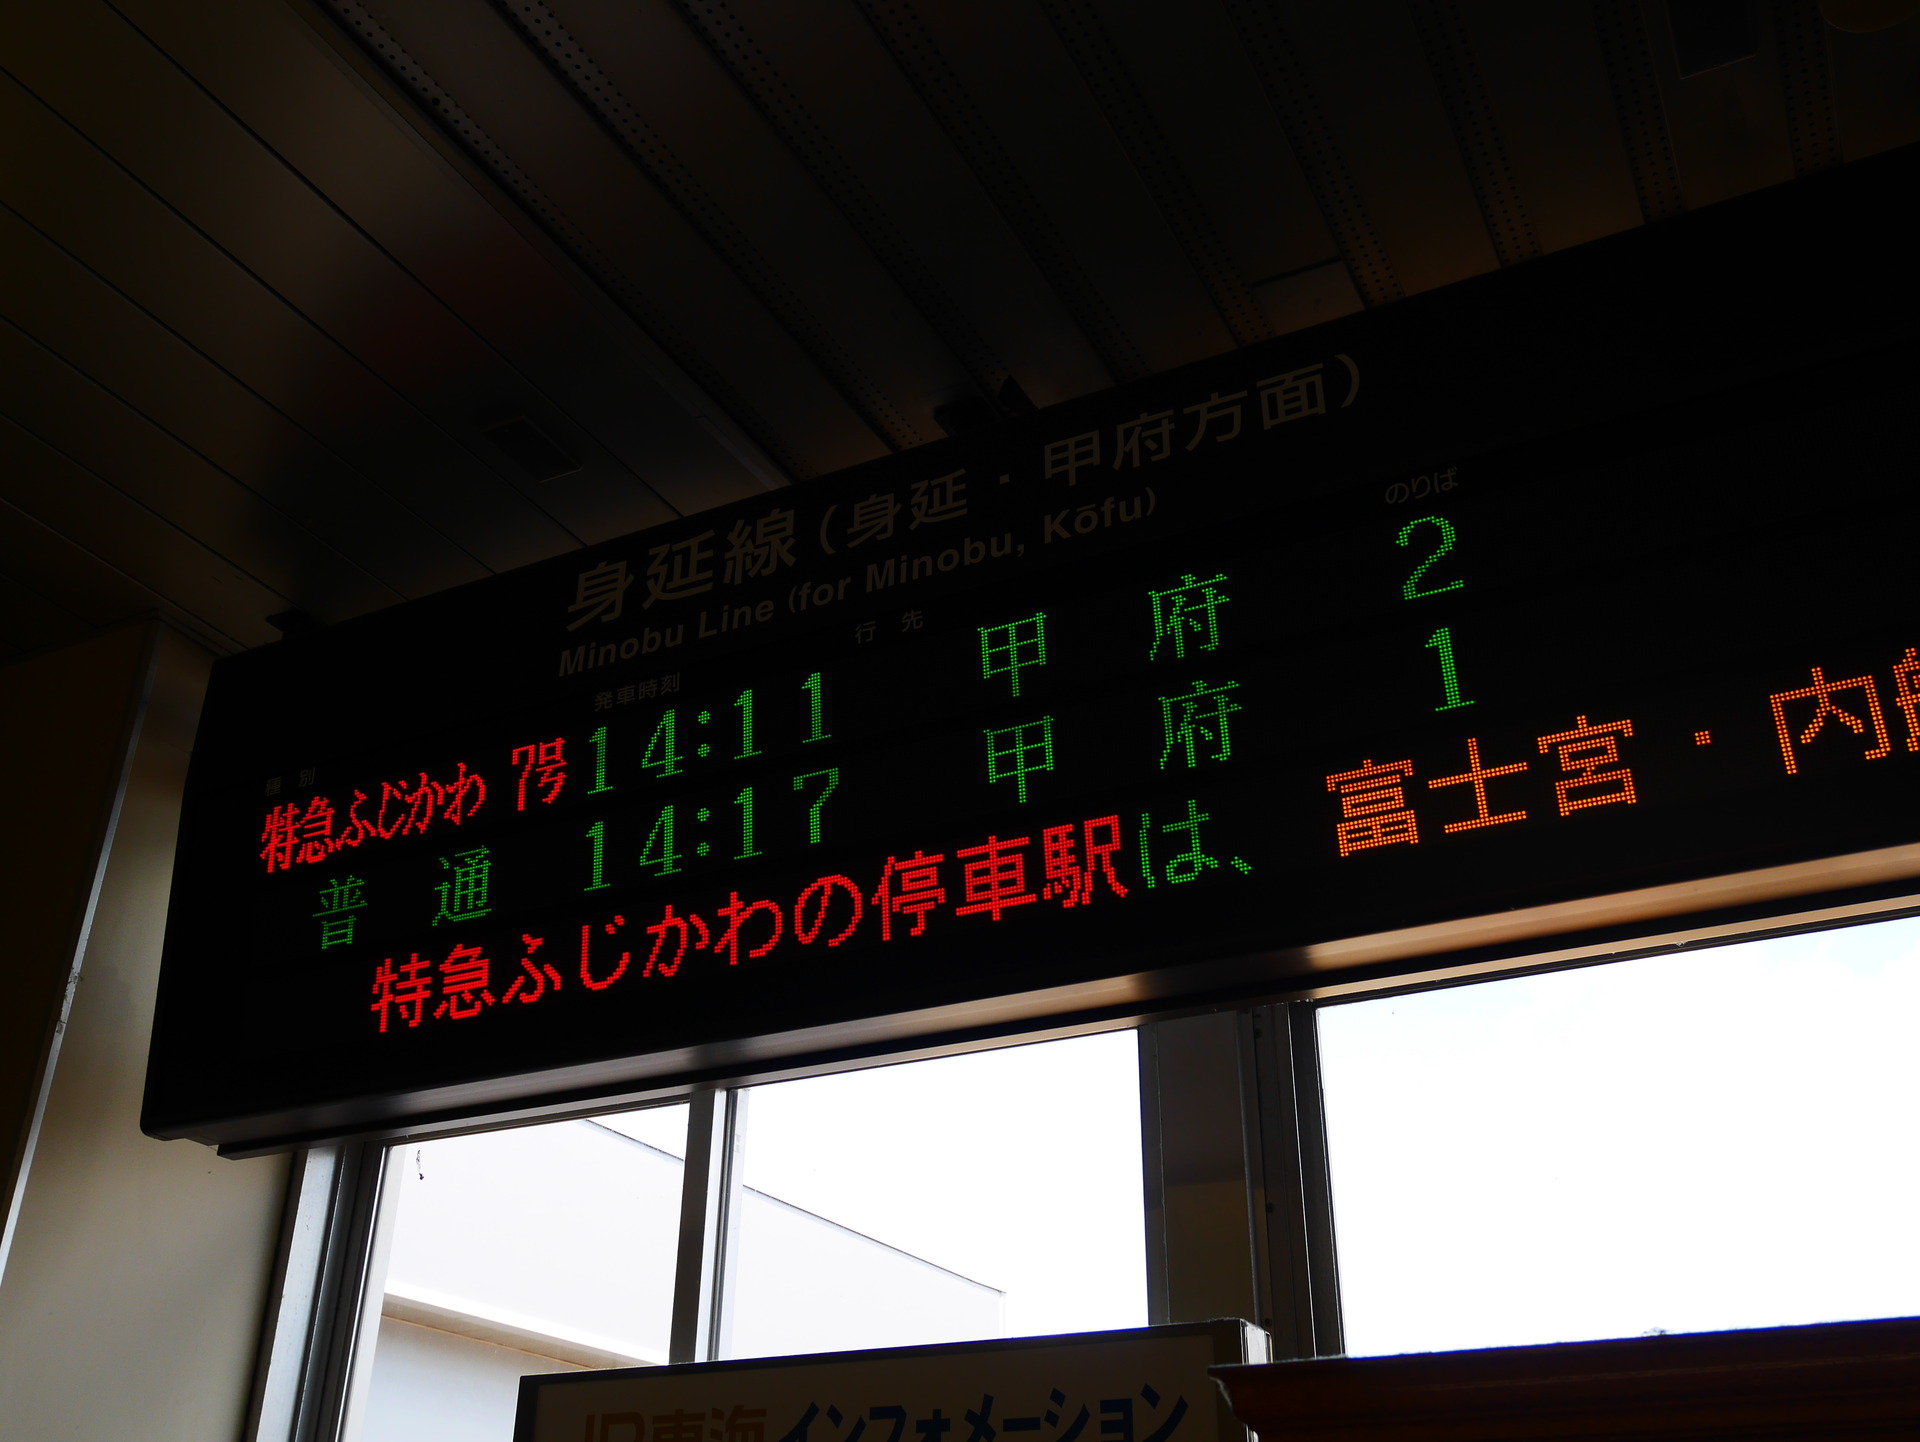 身延線（身延・甲府方面）
Minobu Line (for Minobu, Kōfu)
種別 発車時刻 行先 のりば
特急ふじかわ 7号 14:11 甲府 2
普通 14:17 甲府 1
特急ふじかわの停車駅は、 富士宮・内船
JR東海 インフォメーション